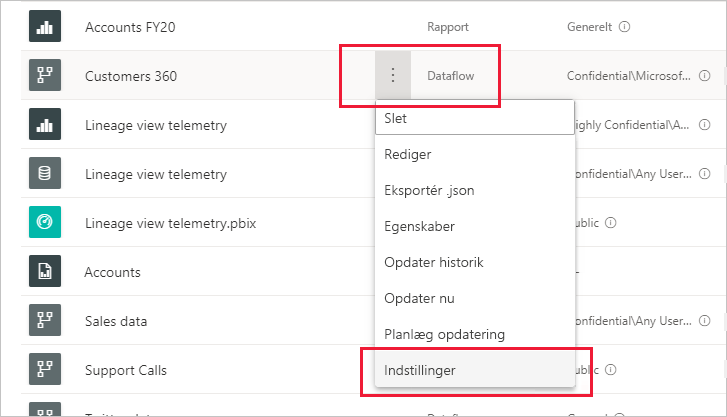 Accounts FY20 Rapport Generelt
Customers 360 Dataflow Confidential\Microsof...
Slet
Lineage view telemetry ighly Confidential\A...
Rediger
Lineage view telemetry onfidential\Any User...
Eksportér .json
Lineage view telemetry.pbix Egenskaber ublic
Opdater historik
Accounts
Opdater nu
Sales data onfidential\Any User...
Planlæg opdatering
Support Calls Indstillinger ublic